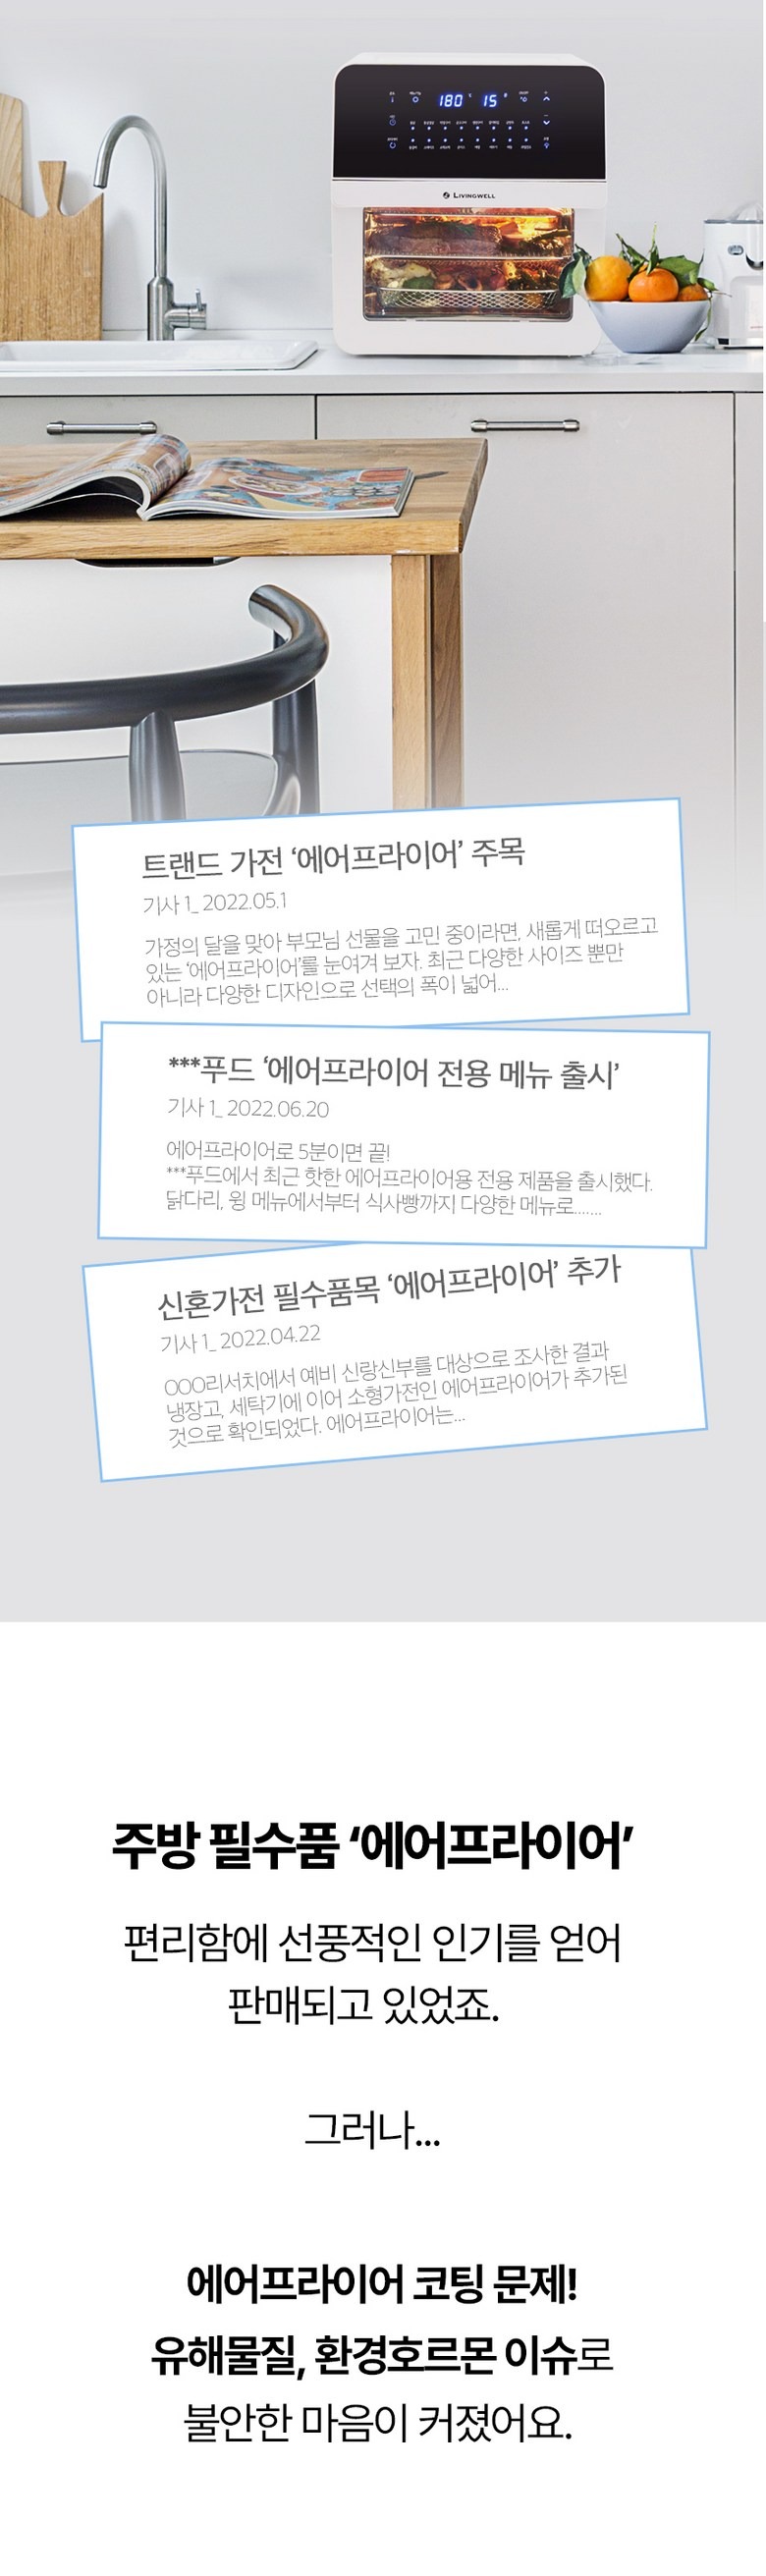 180 15
LIVINGWELL
트랜드 가전 ‘에어프라이어’ 주목
기사 1_ 2022.05.1
가정의 달을 맞아 부모님 선물을 고민 중이라면, 새롭게 떠오르고
있는 ‘에어프라이어’를 눈여겨 보자. 최근 다양한 사이즈 뿐만
아니라 다양한 디자인으로 선택의 폭이 넓어...
***푸드 ‘에어프라이어 전용 메뉴 출시’
기사 1_ 2022.06.20
에어프라이어로 5분이면 끝!
***푸드에서 최근 핫한 에어프라이어용 전용 제품을 출시했다.
닭다리, 윙 메뉴에서부터 식사빵까지 다양한 메뉴로.......
신혼가전 필수품목 ‘에어프라이어’ 추가
기사 1_ 2022.04.22
OOO리서치에서 예비 신랑신부를 대상으로 조사한 결과
냉장고, 세탁기에 이어 소형가전인 에어프라이어가 추가된
것으로 확인되었다. 에어프라이어는...
주방 필수품 ‘에어프라이어’
편리함에 선풍적인 인기를 얻어
판매되고 있었죠.
그러나...
에어프라이어 코팅 문제!
유해물질, 환경호르몬 이슈로
불안한 마음이 커졌어요.